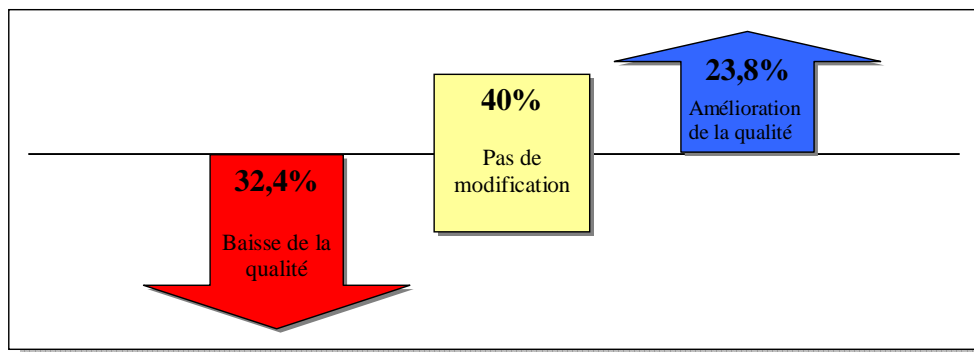 32,4%
Baisse de la
qualité
40%
Pas de
modification
23,8%
Amélioration
de la qualité